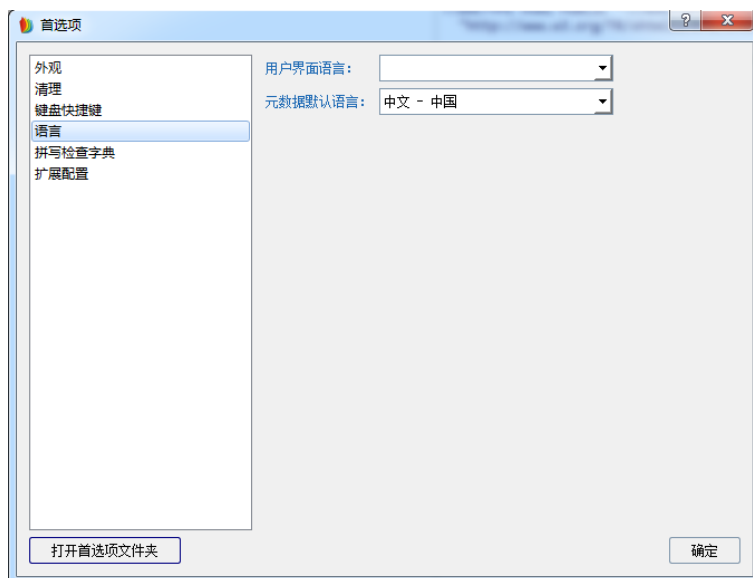 首选项
外观
清理
键盘快捷键
语言
拼写检查字典
扩展配置
用户界面语言：
元数据默认语言： 中文 - 中国
打开首选项文件夹
确定